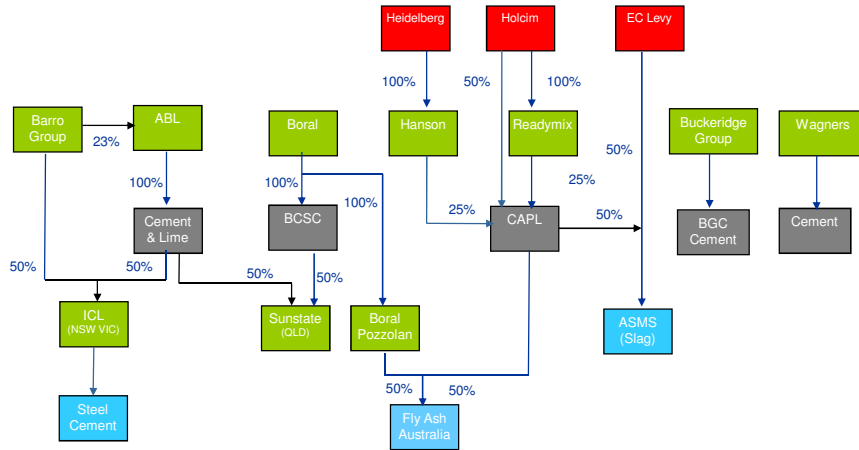 Heidelberg
Holcim
EC Levy
100%
50%
100%
Barro
Group
23%
ABL
Boral
Hanson
Readymix
Buckeridge
Group
Wagners
50%
100%
100%
100%
25%
25%
50%
Cement
& Lime
BCSC
CAPL
BGC
Cement
Cement
50%
50%
50%
50%
ICL
(NSW VIC)
Sunstate
(QLD)
Boral
Pozzolan
ASMS
(Slag)
50%
50%
Steel
Cement
Fly Ash
Australia